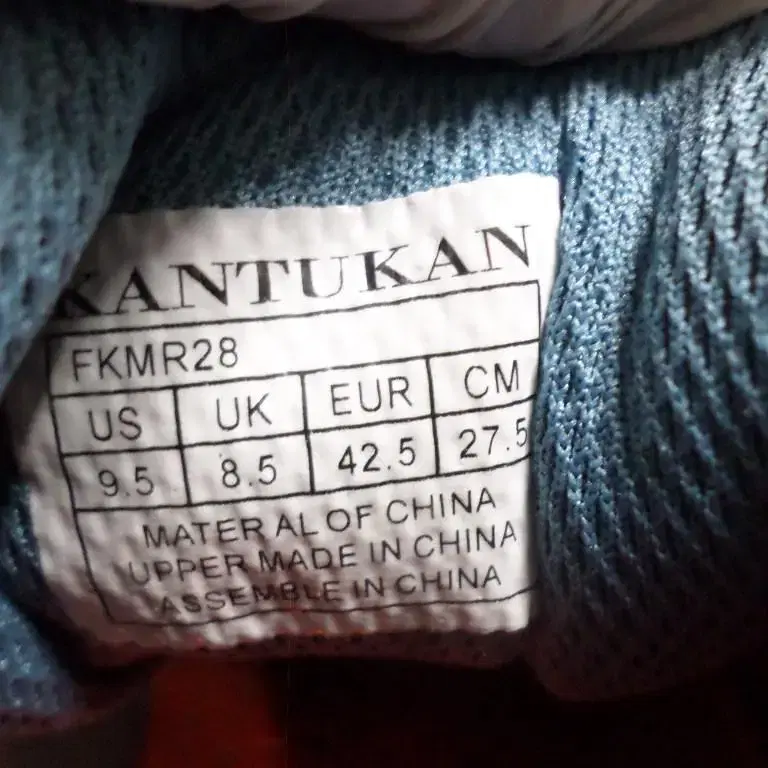 KANTUKAN
FKMR28
US UK EUR CM
9.5 8.5 42.5 27.5
MATER AL OF CHINA
UPPER MADE IN CHINA
ASSEMBLE IN CHINA